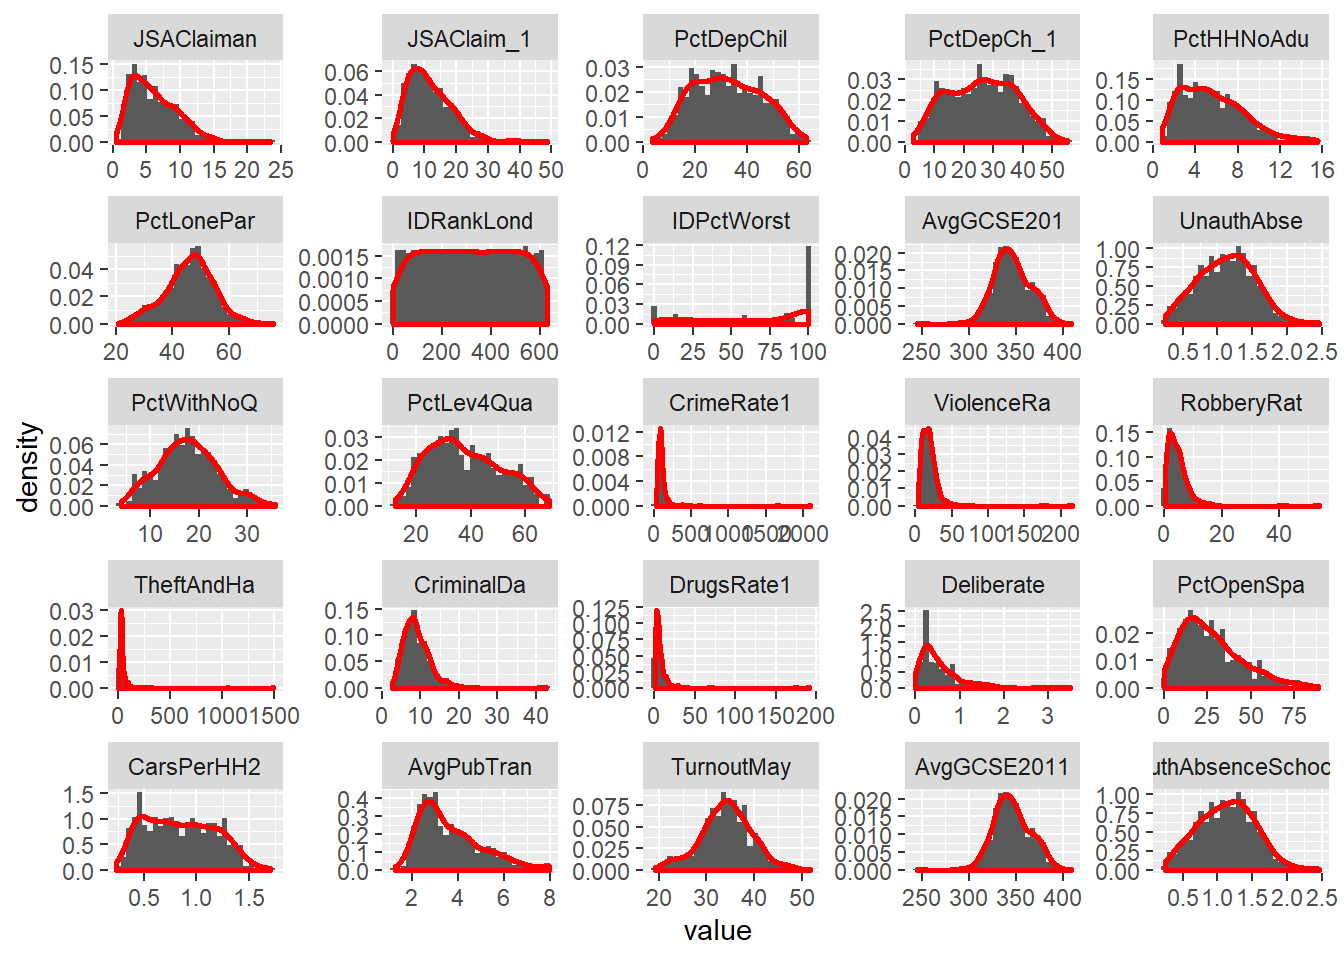 JSAClaiman JSAClaim_1 PctDepChil PctDepCh_1 PctHHNoAdu
0.15 0.10 0.05 0.00 0.06 0.04 0.02 0.00 0.03 0.02 0.01 0.00 0.03 0.02 0.01 0.00 0.15 0.10 0.05 0.00
0 5 10 15 20 25 0 10 20 30 40 50 0 20 40 60 0 10 20 30 40 50 0 4 8 12 16
PctLonePar IDRankLond IDPctWorst AvgGCSE201 UnauthAbse
0.04 0.02 0.00 0.0015 0.0010 0.0005 0.0000 0.12 0.09 0.06 0.03 0.00 0.020 0.015 0.010 0.005 0.000 1.00 0.75 0.50 0.25 0.00
20 40 60 0 200 400 600 0 25 50 75 100 250 300 350 400 0.5 1.0 1.5 2.0 2.5
PctWithNoQ PctLev4Qua CrimeRate1 ViolenceRa RobberyRat
0.06 0.04 0.02 0.00 0.03 0.02 0.01 0.00 0.012 0.008 0.004 0.000 0.04 0.03 0.02 0.01 0.00 0.15 0.10 0.05 0.00
10 20 30 20 40 60 0 500 1000 1500 2000 0 50 100 150 200 0 20 40
TheftAndHa CriminalDa DrugsRate1 Deliberate PctOpenSpa
0.03 0.02 0.01 0.00 0.15 0.10 0.05 0.00 0.125 0.100 0.075 0.050 0.025 0.000 2.5 2.0 1.5 1.0 0.5 0.0 0.02 0.01 0.00
0 500 1000 1500 0 10 20 30 40 0 50 100 150 200 0 1 2 3 0 25 50 75
CarsPerHH2 AvgPubTran TurnoutMay AvgGCSE2011 uthAbsenceSchoo
1.5 1.0 0.5 0.0 0.4 0.3 0.2 0.1 0.0 0.075 0.050 0.025 0.000 0.020 0.015 0.010 0.005 0.000 1.00 0.75 0.50 0.25 0.00
0.5 1.0 1.5 2 4 6 8 20 30 40 50 250 300 350 400 0.5 1.0 1.5 2.0 2.5
density
value